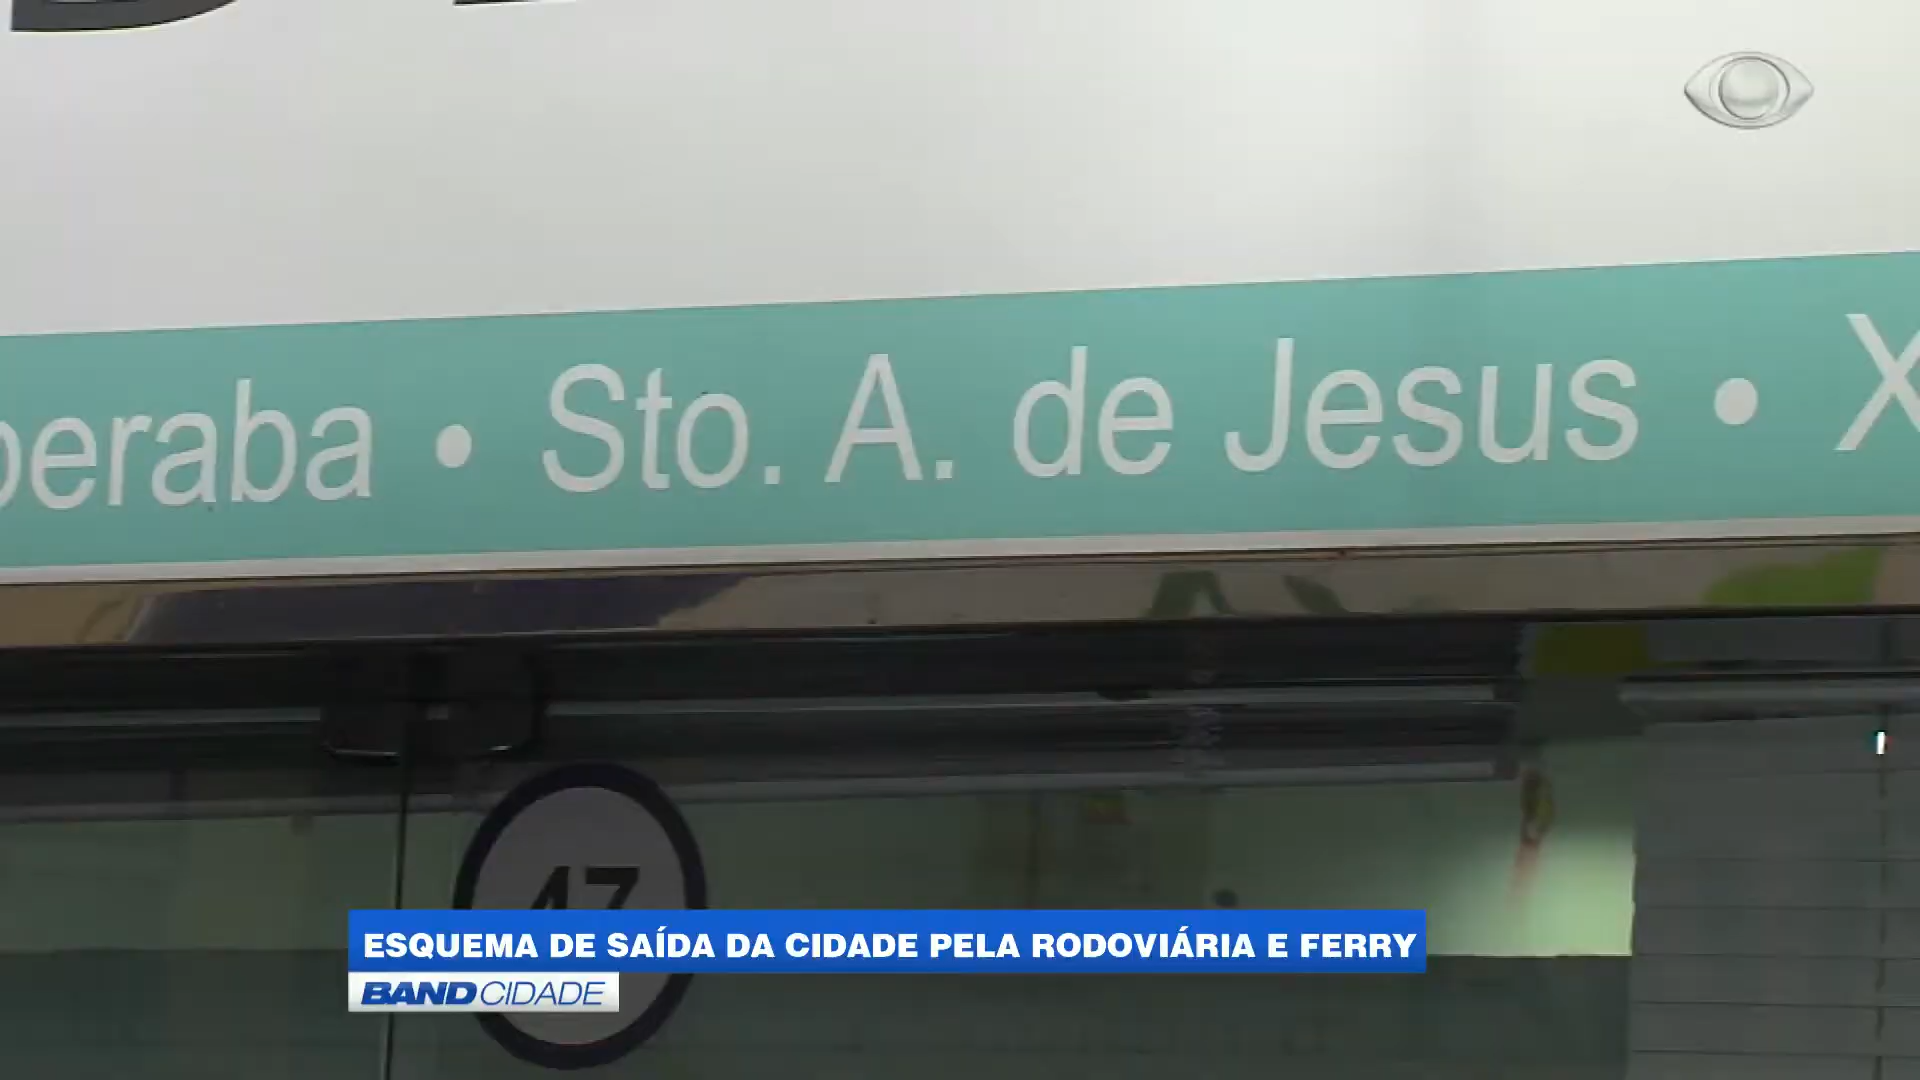 beraba • Sto. A. de Jesus • X
47
ESQUEMA DE SAÍDA DA CIDADE PELA RODOVIÁRIA E FERRY
BAND CIDADE